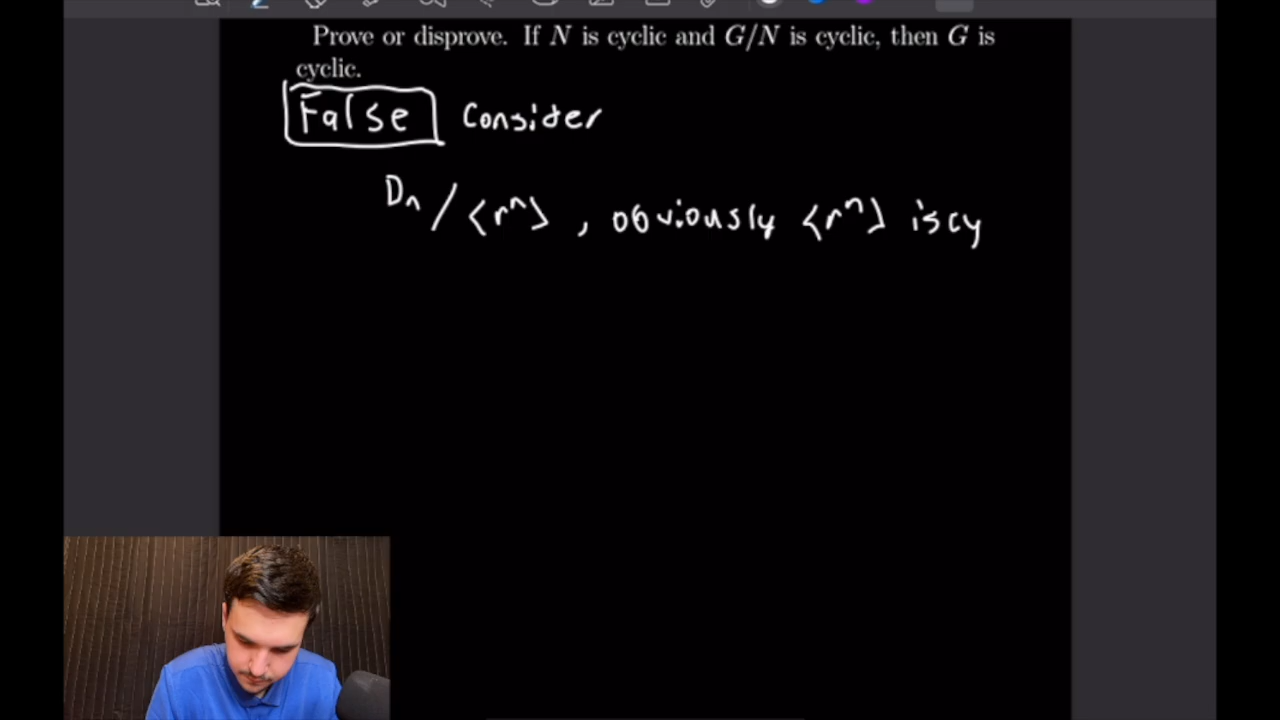 Prove or disprove. If N is cyclic and G/N is cyclic, then G is
cyclic.
False Consider
Dn / <r^n> , obviously <r^n> is cy